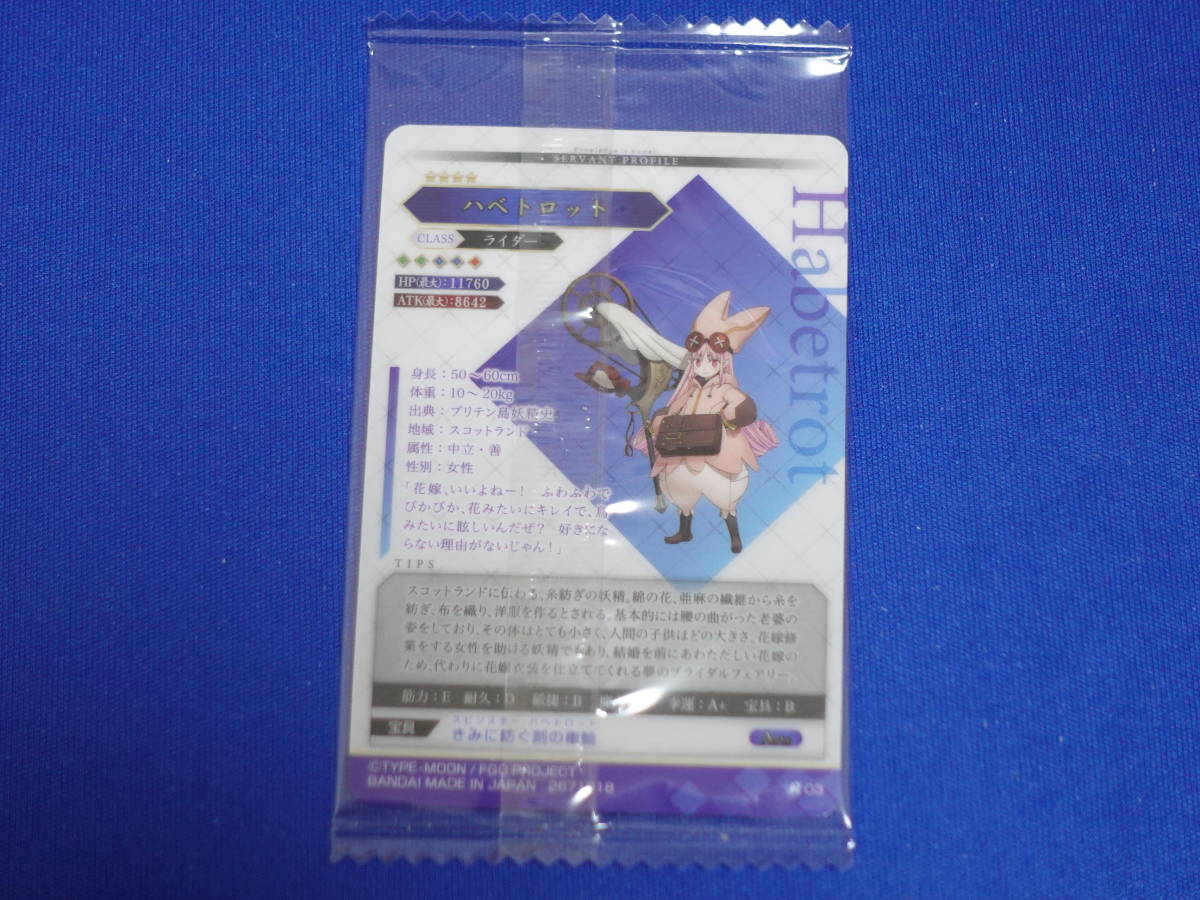 SERVANT PROFILE
ハベトロット
CLASS ライダー
HP(最大):11760
ATK(最大):8642
Habetrot
身長:50～60cm
体重:10～20kg
出典:ブリテン島妖精史
地域:スコットランド
属性:中立・善
性別:女性
「花嫁、いいよねー! ふわふわで
ぴかぴか、花みたいにキレイで、鳥
みたいに眩しいんだぜ? 好きにな
らない理由がないじゃん!」
TIPS
スコットランドに伝わる、糸紡ぎの妖精。綿の花、亜麻の繊維から糸を
紡ぎ、布を織り、洋服を作るとされる。基本的には腰の曲がった老婆の
姿をしており、その体はとても小さく、人間の子供ほどの大きさ。花嫁修
業をする女性を助ける妖精であり、結婚を前にあわただしい花嫁の
ため、代わりに花嫁衣装を仕立ててくれる夢のブライダルフェアリー。
筋力:E 耐久:D 敏捷:B 幸運:A+ 宝具:B
スピンスター・ハベトロット
宝具 きみに紡ぐ刻の車輪
©TYPE-MOON / FGO PROJECT
BANDAI MADE IN JAPAN
03